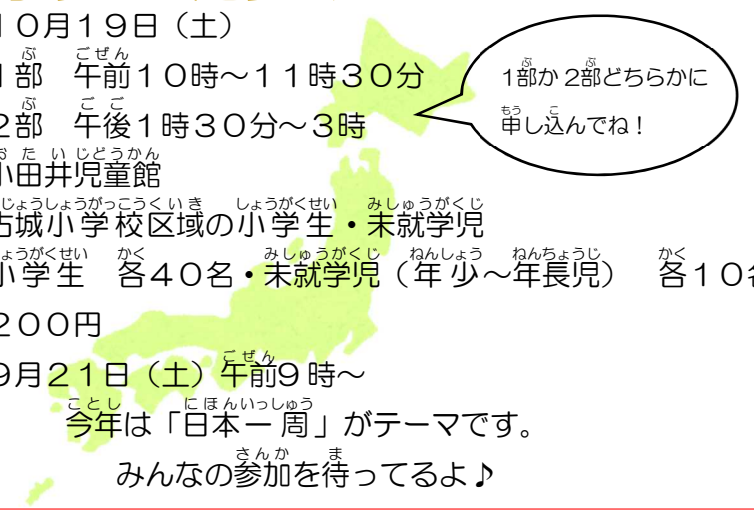 10月19日（土）
1部　午前10時～11時30分
2部　午後1時30分～3時
1部か2部どちらかに
申し込んでね！
小田井児童館
古城小学校区域の小学生・未就学児
小学生　各40名・未就学児（年少～年長児）　各10名
200円
9月21日（土）午前9時～
今年は「日本一周」がテーマです。
みんなの参加を待ってるよ♪